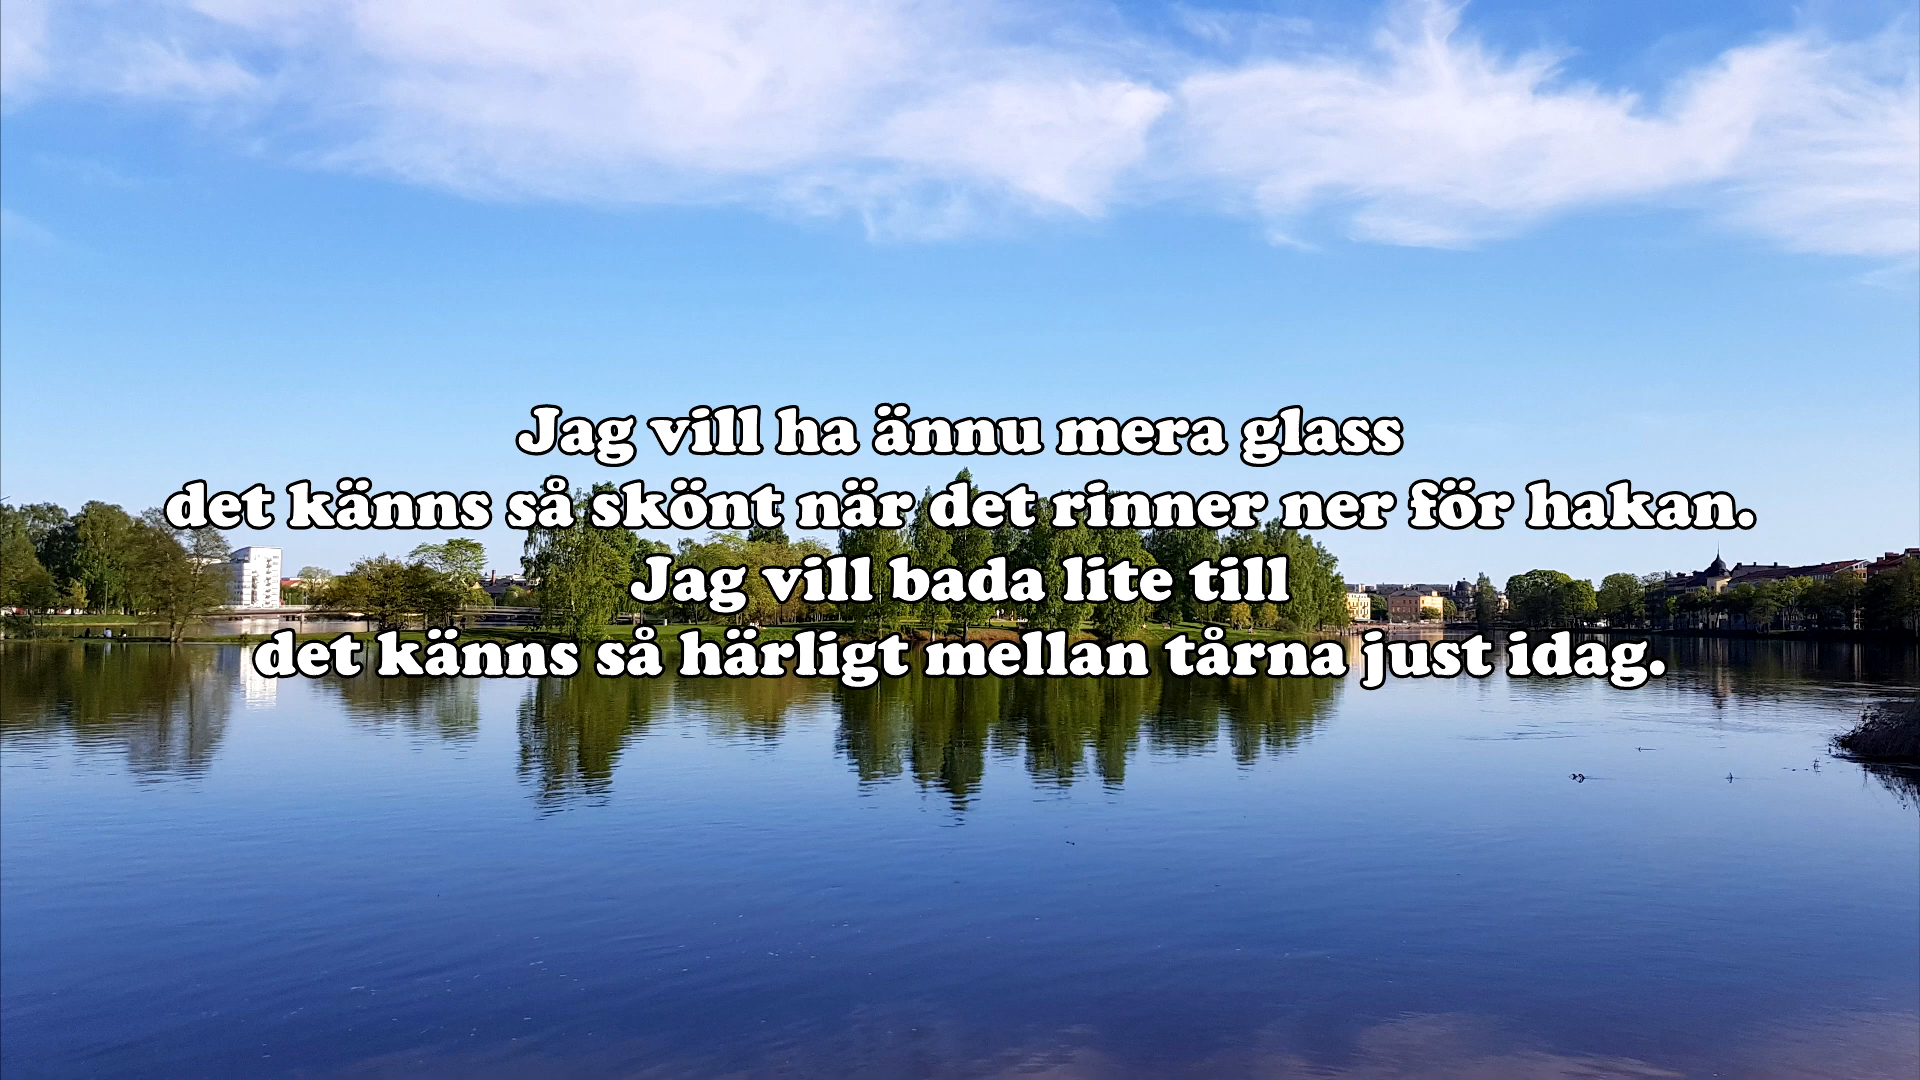 Jag vill ha ännu mera glass
det känns så skönt när det rinner ner för hakan.
Jag vill bada lite till
det känns så härligt mellan tårna just idag.